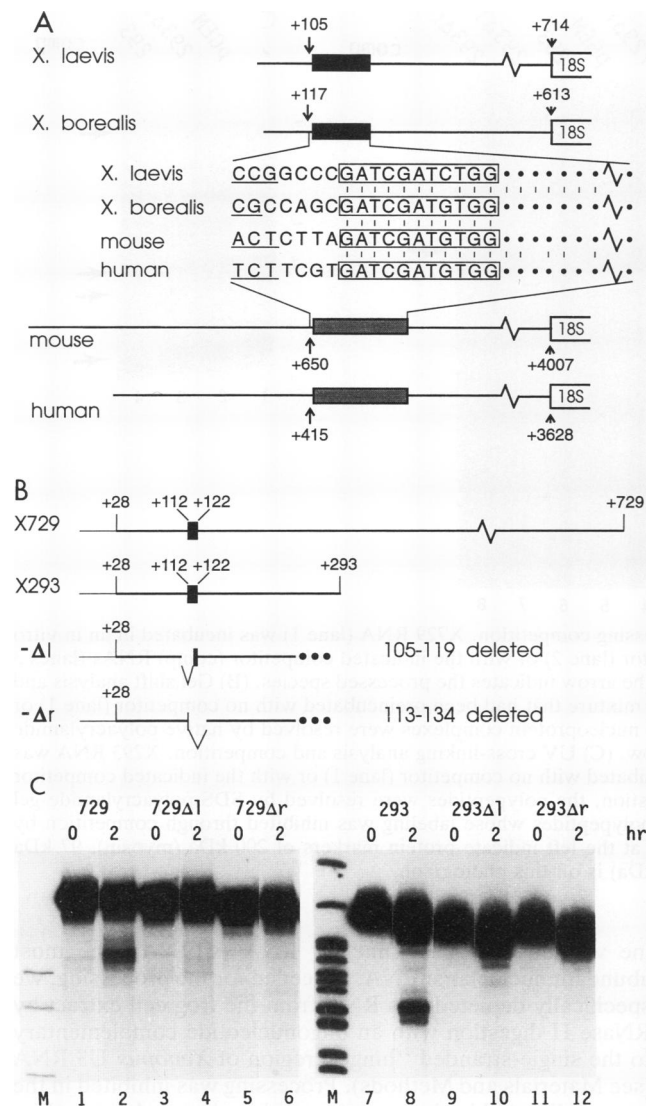 A
+105 +714
X. laevis 18S
+117 +613
X. borealis 18S
X. laevis CCGGCCCGATCGATCTGG
X. borealis CGCCAGCGATCGATGTGG
mouse ACTCTTAGATCGATGTGG
human TCTTCGTGATCGATGTGG
mouse 18S
+650 +4007
human 18S
+415 +3628
B
+28 +112 +122 +729
X729
+28 +112 +122 +293
X293
+28
-Δl 105-119 deleted
+28
-Δr 113-134 deleted
C
729 729Δl 729Δr 293 293Δl 293Δr
0 2 0 2 0 2 0 2 0 2 0 2 hr
M 1 2 3 4 5 6 M 7 8 9 10 11 12